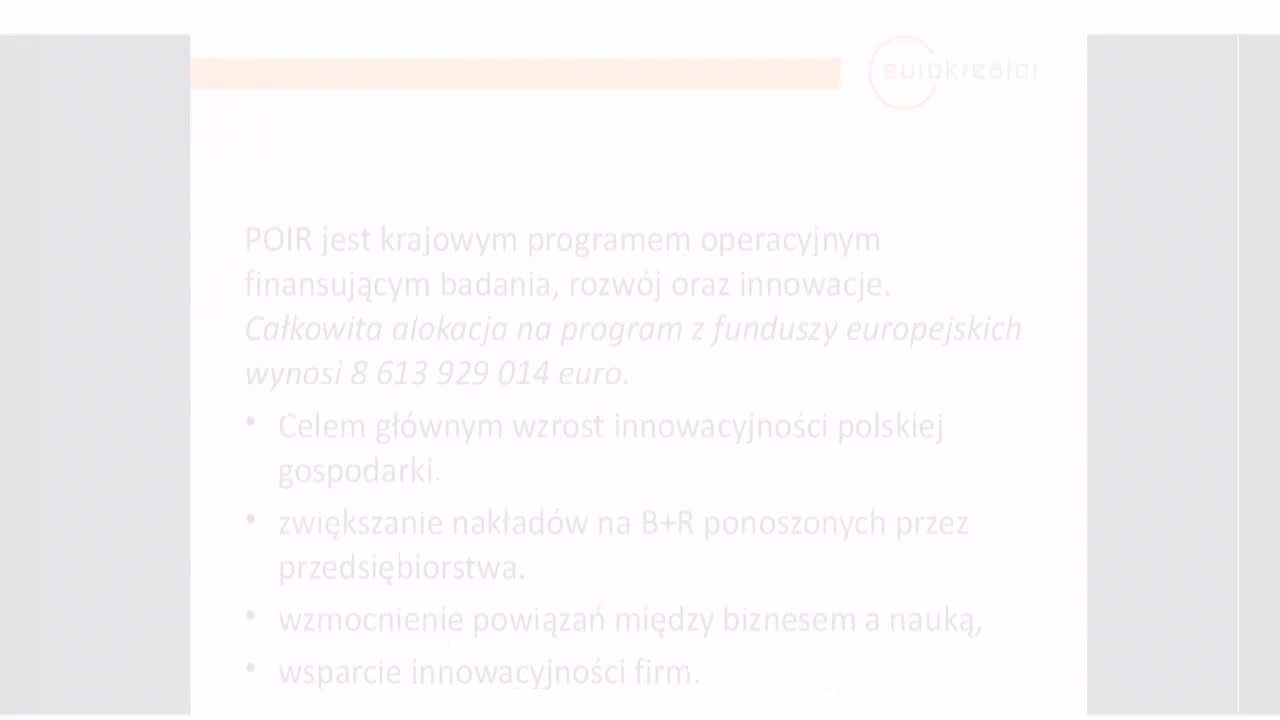 eurokreator
POIR jest krajowym programem operacyjnym
finansującym badania, rozwój oraz innowacje.
Całkowita alokacja na program z funduszy europejskich
wynosi 8 613 929 014 euro.
• Celem głównym wzrost innowacyjności polskiej
gospodarki.
• zwiększanie nakładów na B+R ponoszonych przez
przedsiębiorstwa.
• wzmocnienie powiązań między biznesem a nauką,
• wsparcie innowacyjności firm.